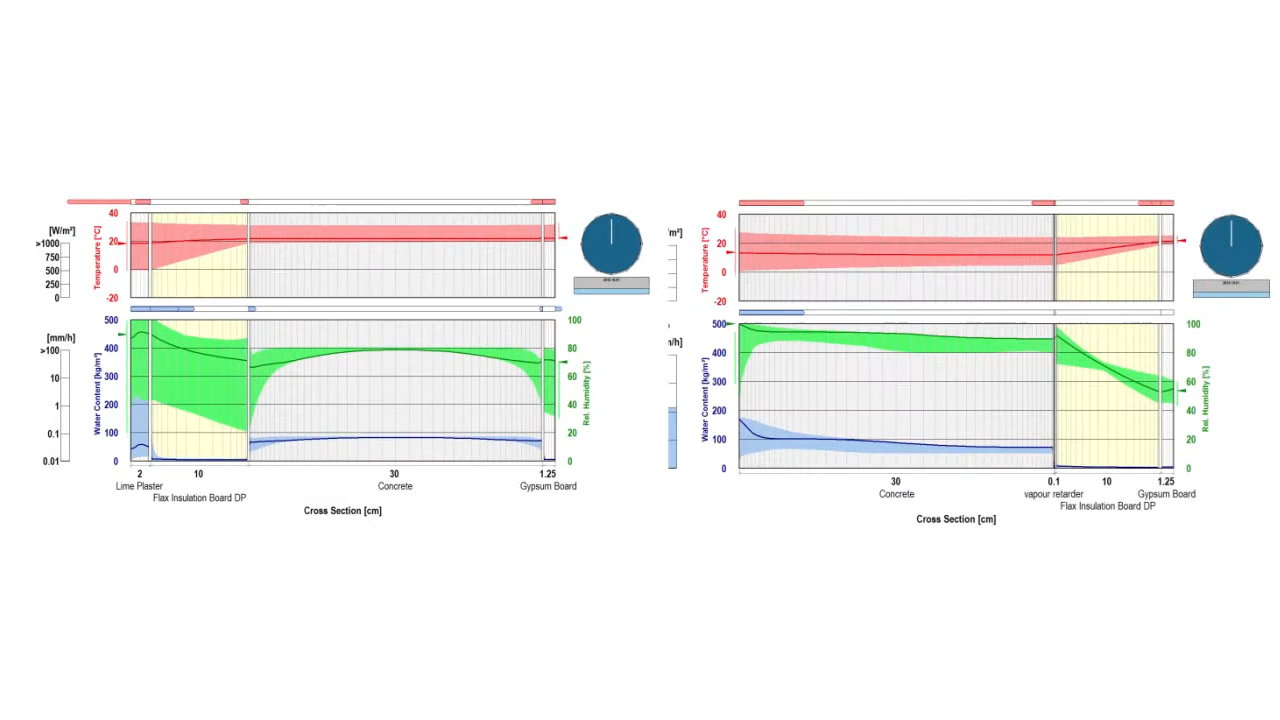 [W/m²]
>1000
750
500
250
0
Temperature [°C]
40
20
0
-20
[mm/h]
>100
10
1
0.1
0.01
Water Content [kg/m³]
500
400
300
200
100
0
100
80
60
40
20
0
Rel. Humidity [%]
2
10
30
1.25
Lime Plaster
Concrete
Gypsum Board
Flax Insulation Board DP
Cross Section [cm]
/m²]
Temperature [°C]
40
20
0
-20
/h]
Water Content [kg/m³]
500
400
300
200
100
0
100
80
60
40
20
0
Rel. Humidity [%]
30
0.1
10
1.25
Concrete
vapour retarder
Gypsum Board
Flax Insulation Board DP
Cross Section [cm]